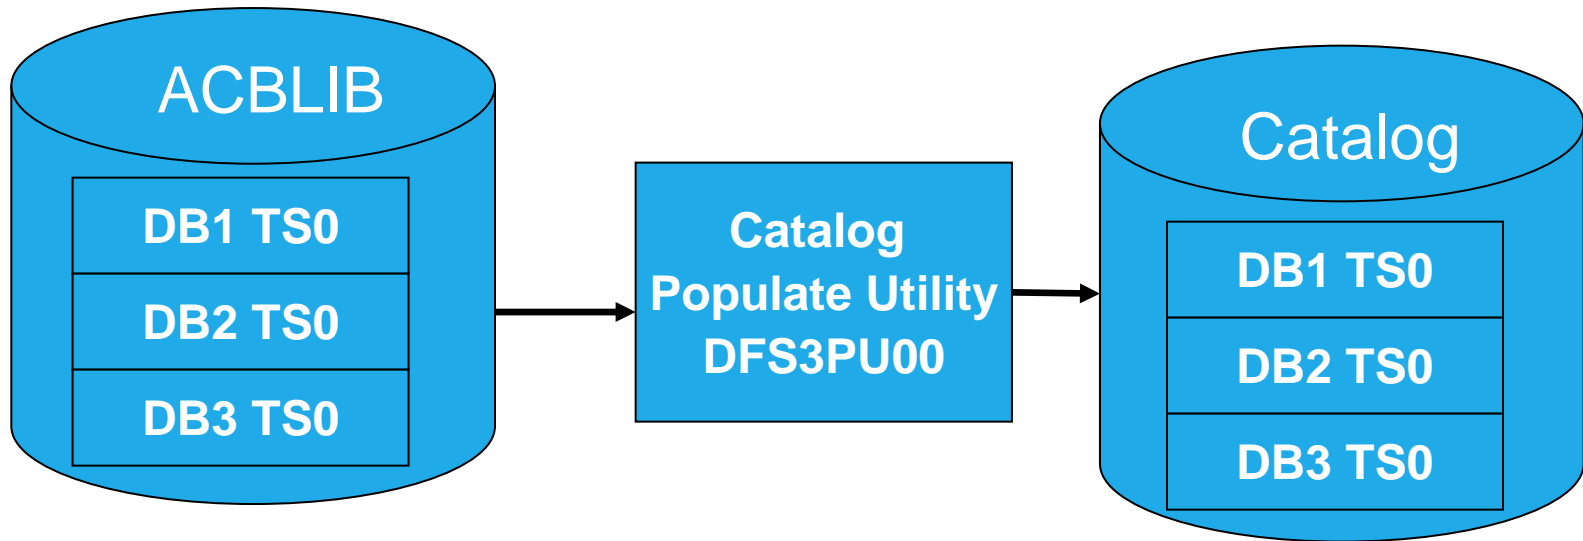 ACBLIB
DB1 TS0
DB2 TS0
DB3 TS0
Catalog
Populate Utility
DFS3PU00
Catalog
DB1 TS0
DB2 TS0
DB3 TS0